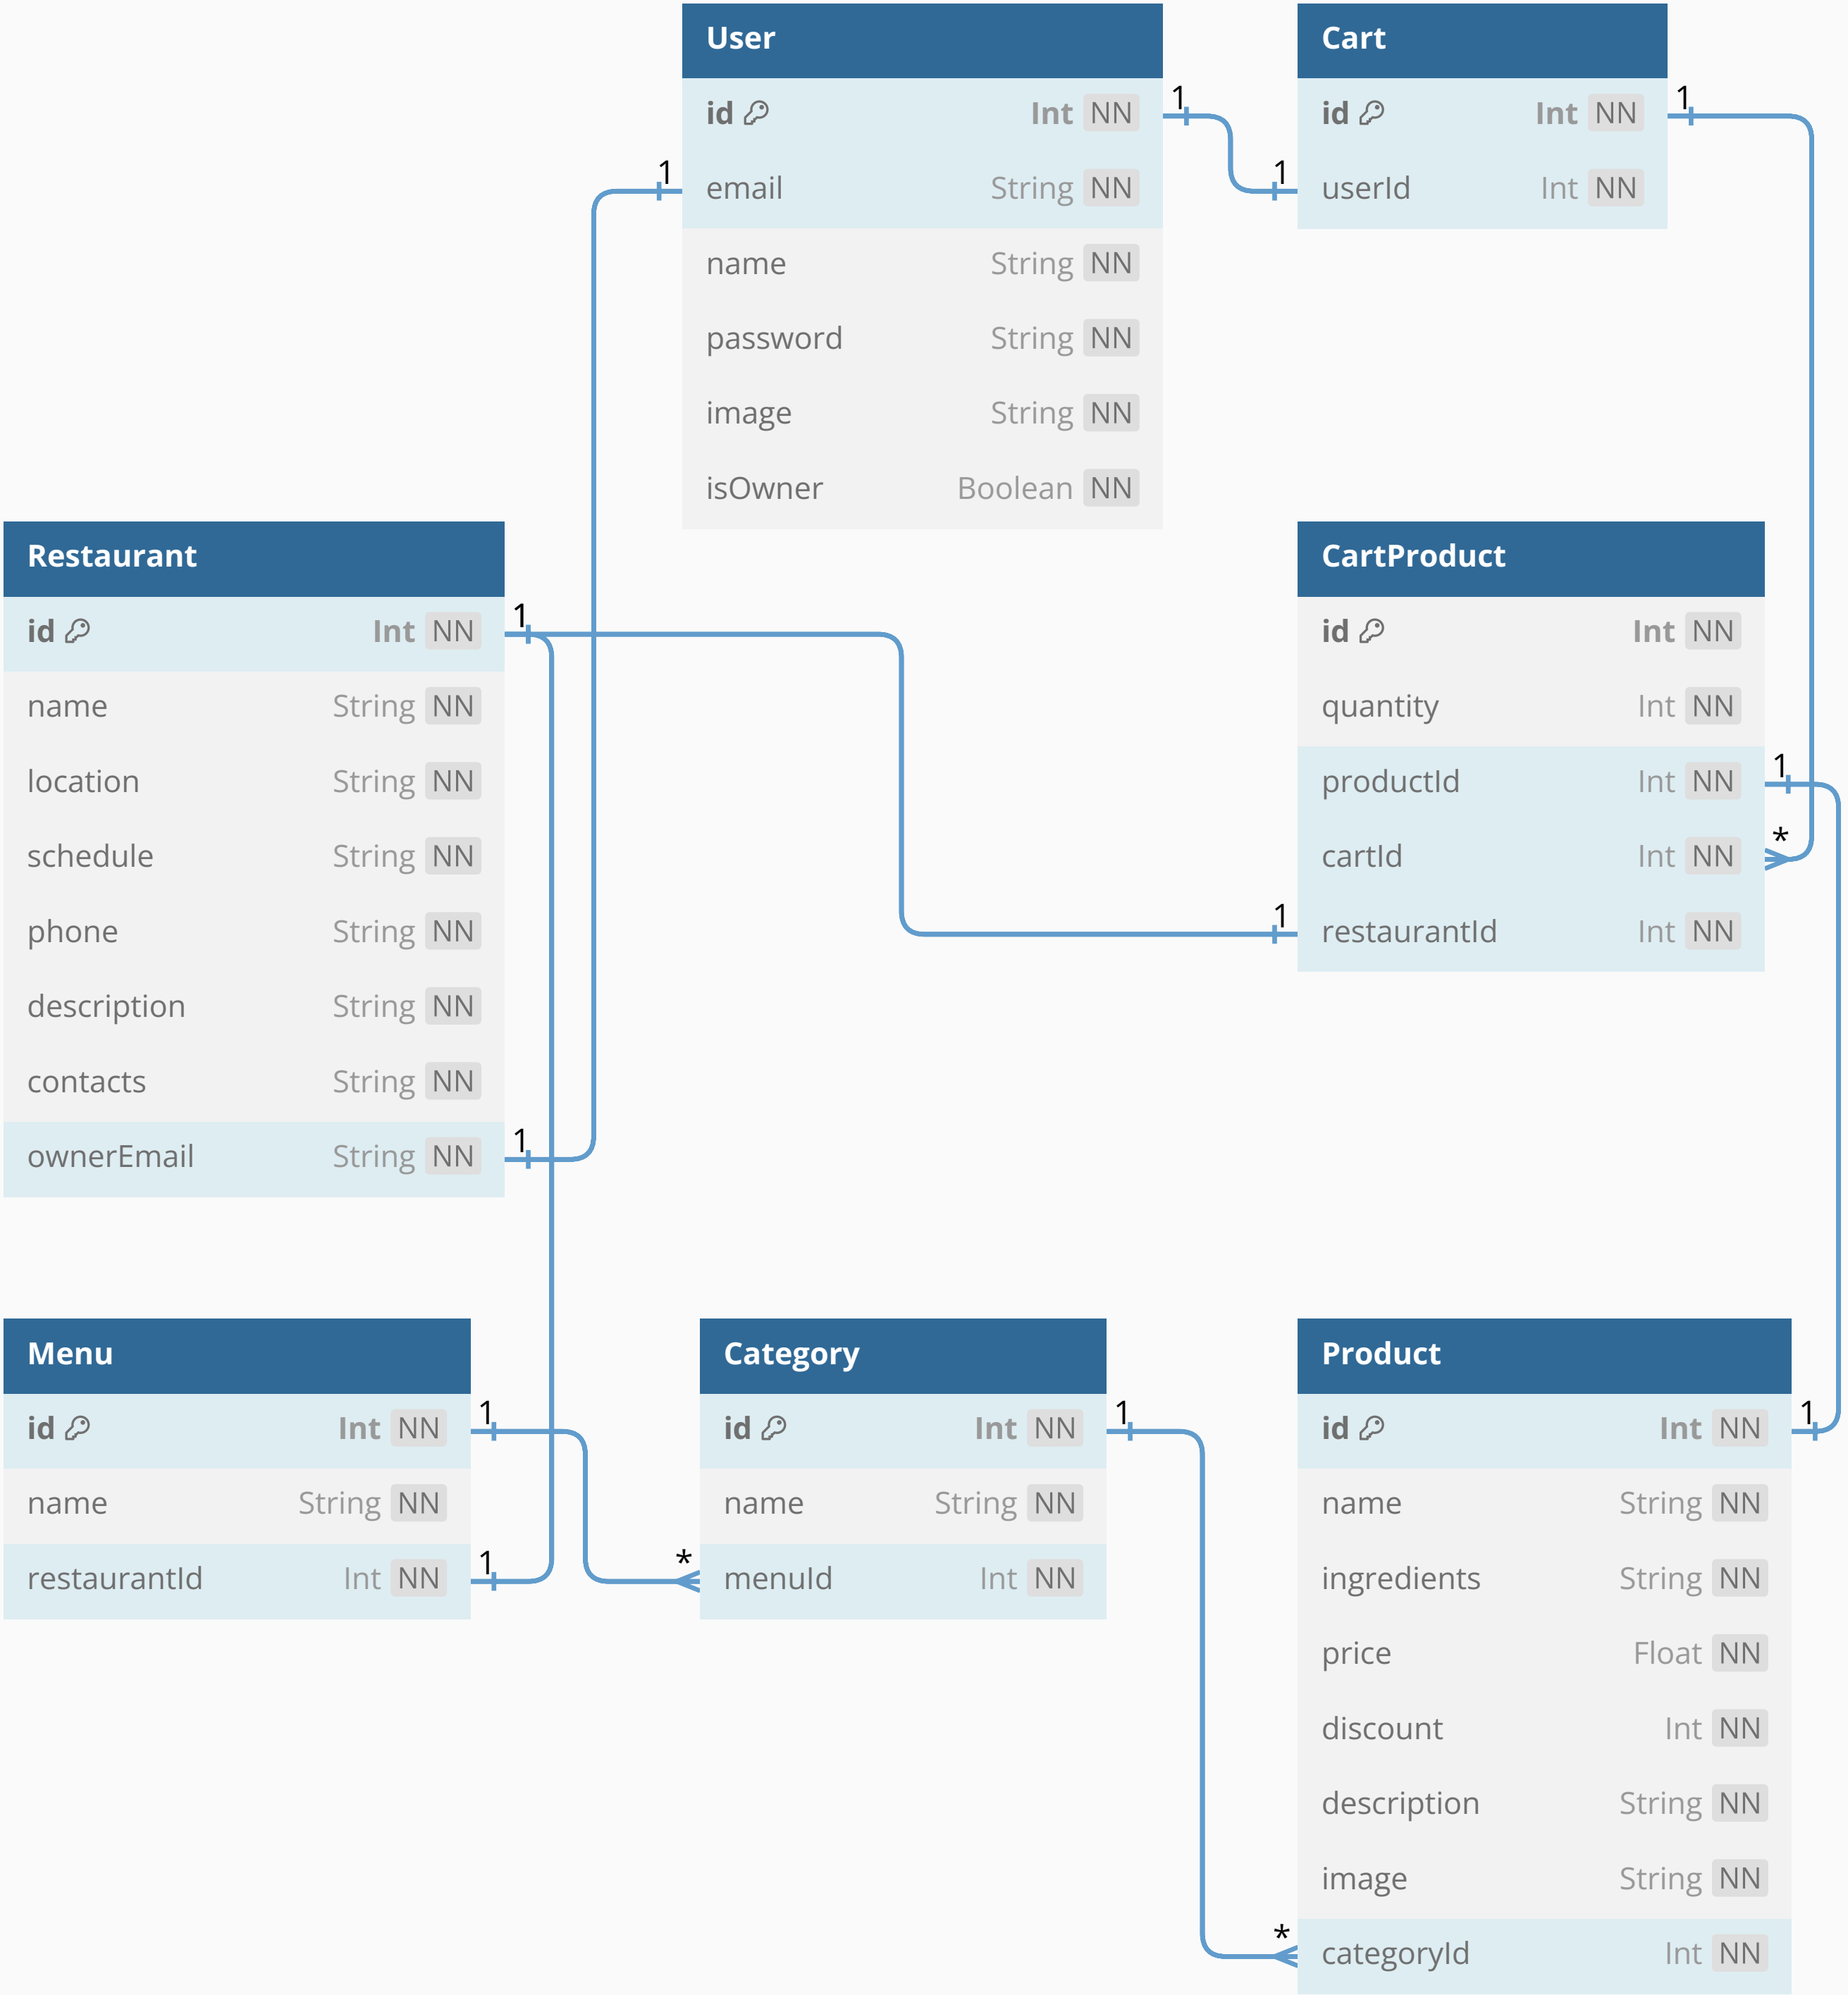 User
id Int NN
email String NN
name String NN
password String NN
image String NN
isOwner Boolean NN
1
1
Cart
id Int NN
userId Int NN
1
1
Restaurant
id Int NN
name String NN
location String NN
schedule String NN
phone String NN
description String NN
contacts String NN
ownerEmail String NN
1
1
CartProduct
id Int NN
quantity Int NN
productId Int NN
cartId Int NN
restaurantId Int NN
1
*
1
Menu
id Int NN
name String NN
restaurantId Int NN
1
1
Category
id Int NN
name String NN
menuId Int NN
1
*
Product
id Int NN
name String NN
ingredients String NN
price Float NN
discount Int NN
description String NN
image String NN
categoryId Int NN
1
*